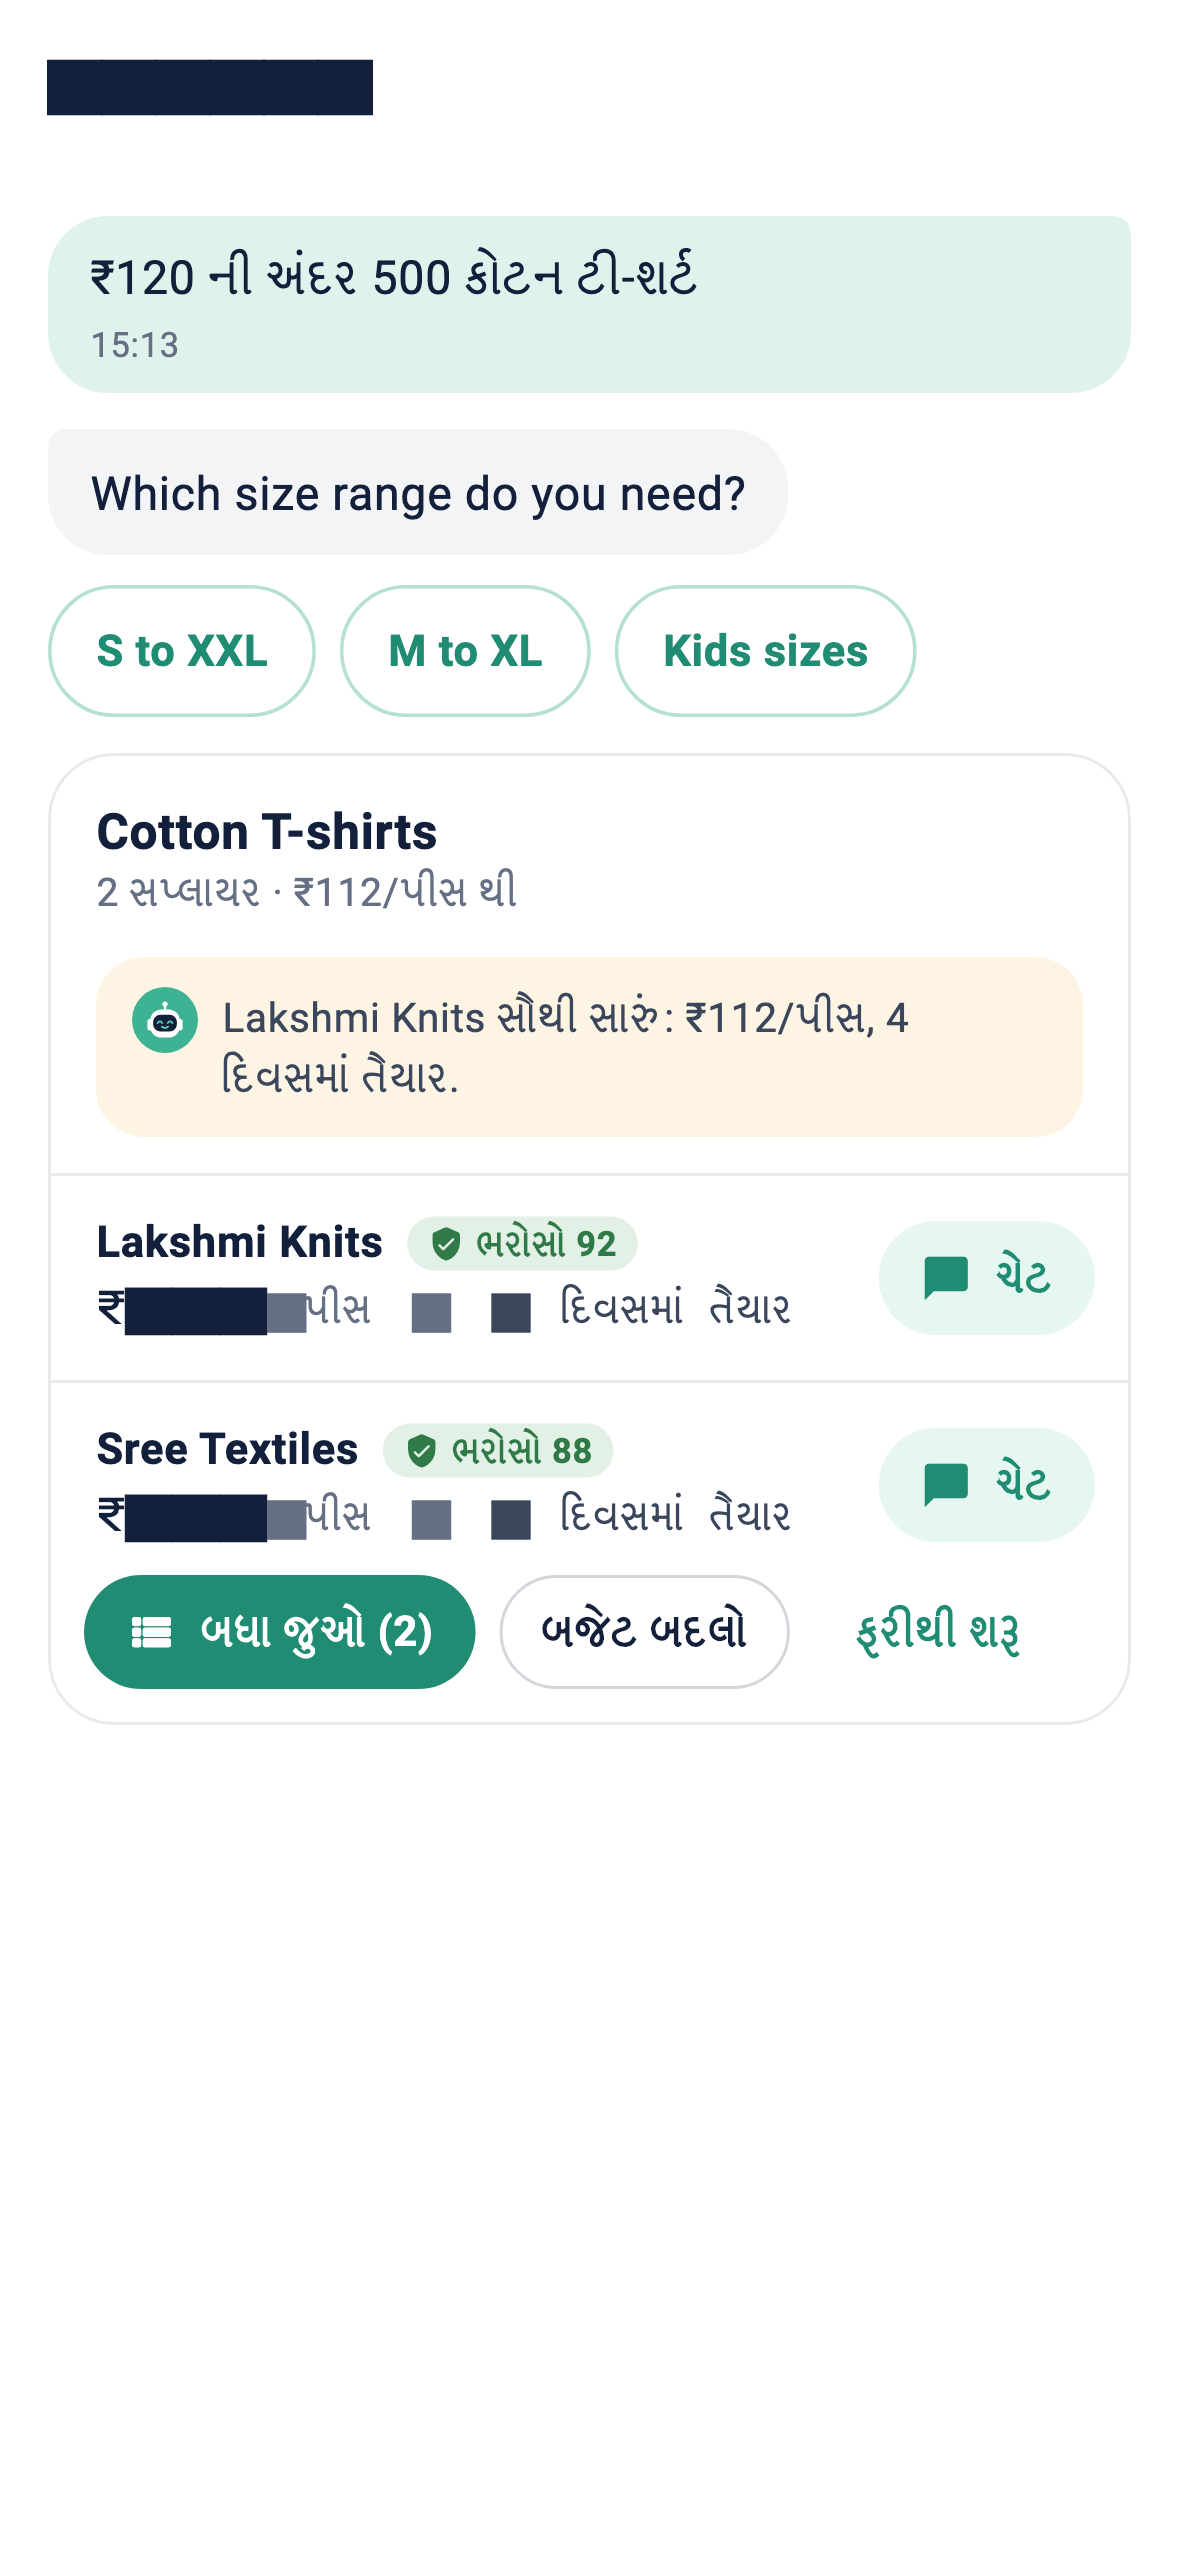 ₹120 ની અંદર 500 કોટન ટી-શર્ટ
15:13
Which size range do you need?
S to XXL
M to XL
Kids sizes
Cotton T-shirts
2 સપ્લાયર · ₹112/પીસ થી
Lakshmi Knits સૌથી સારું: ₹112/પીસ, 4
દિવસમાં તૈયાર.
Lakshmi Knits ભરોસો 92
₹ પીસ દિવસમાં તૈયાર
ચેટ
Sree Textiles ભરોસો 88
₹ પીસ દિવસમાં તૈયાર
ચેટ
બધા જુઓ (2)
બજેટ બદલો
ફરીથી શરૂ